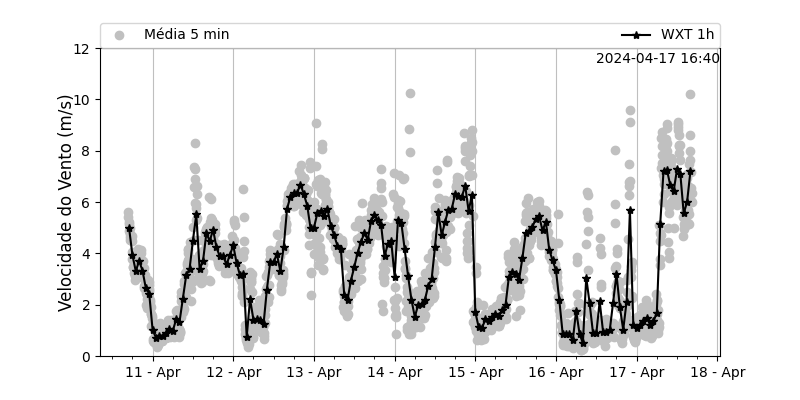 Média 5 min
WXT 1h
2024-04-17 16:40
Velocidade do Vento (m/s)
12
10
8
6
4
2
0
11 - Apr
12 - Apr
13 - Apr
14 - Apr
15 - Apr
16 - Apr
17 - Apr
18 - Apr